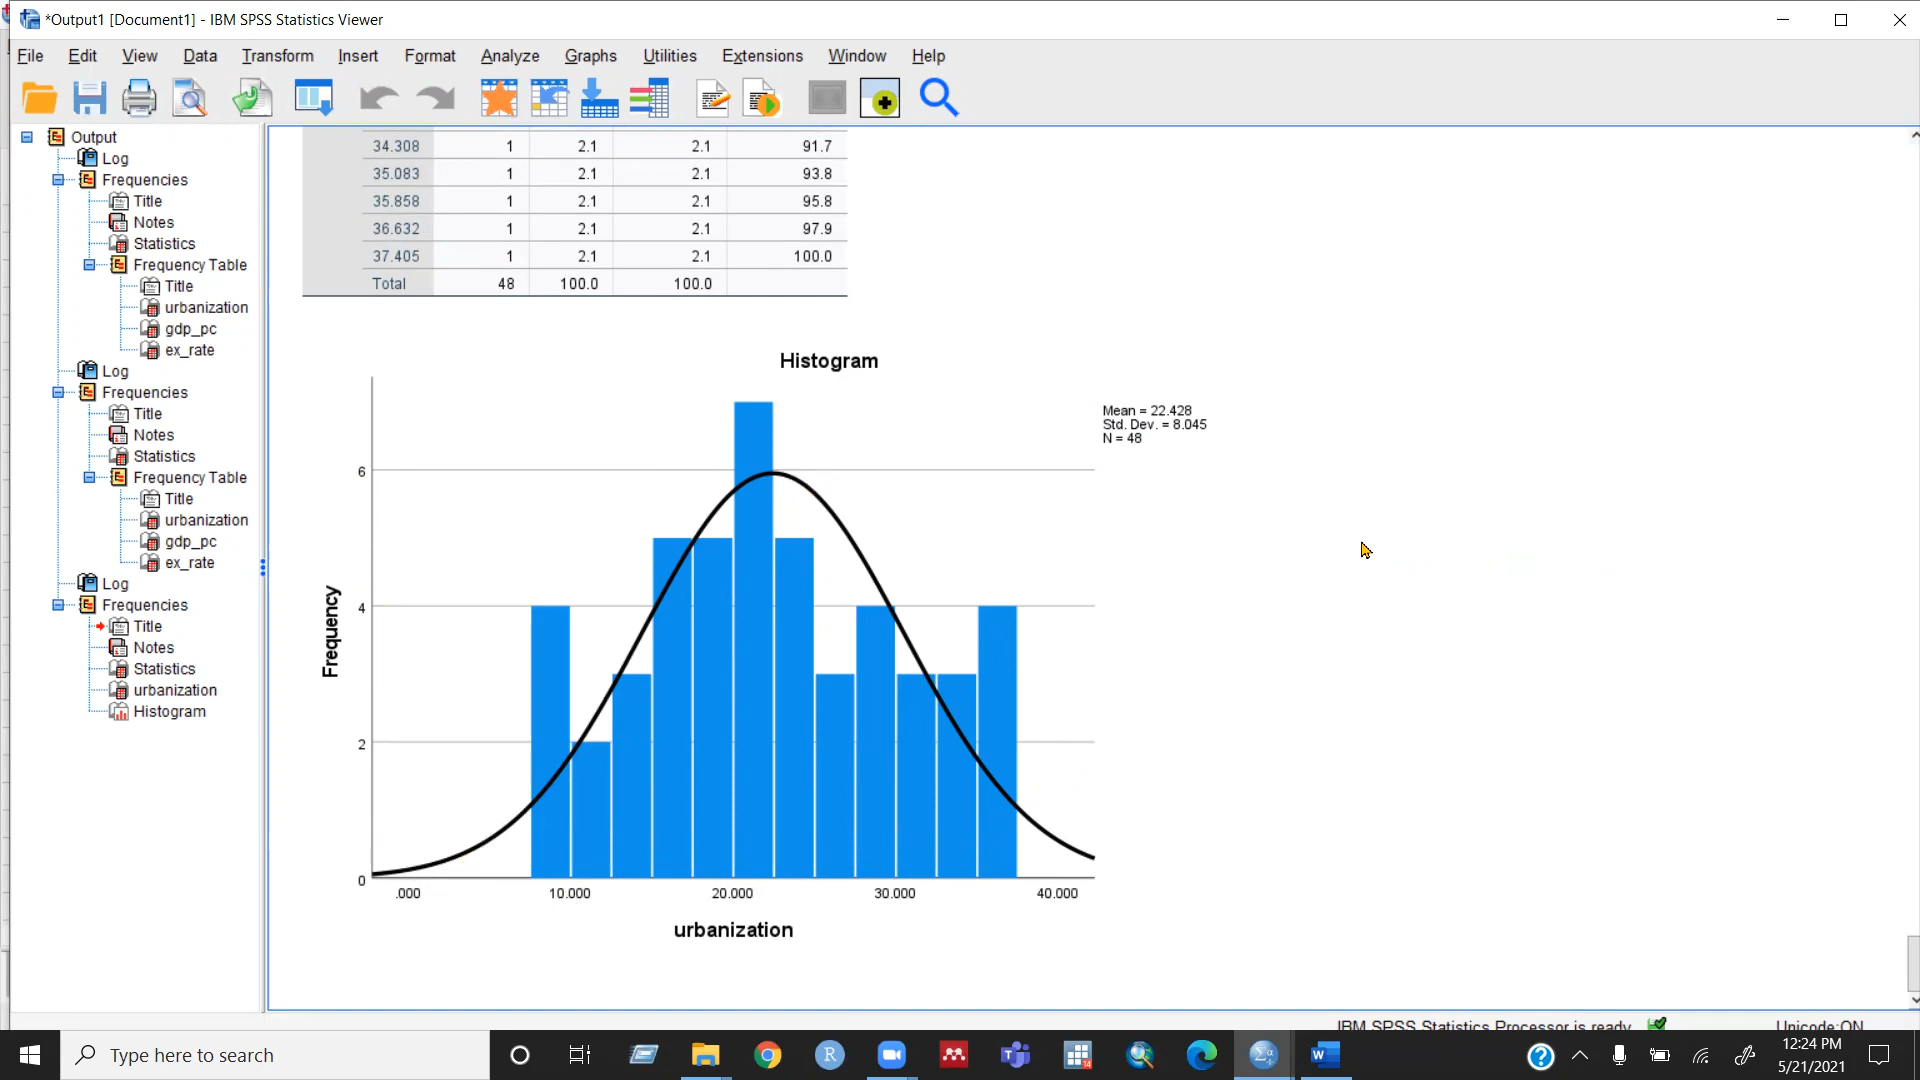 *Output1 [Document1] - IBM SPSS Statistics Viewer
File Edit View Data Transform Insert Format Analyze Graphs Utilities Extensions Window Help
Output
Log
Frequencies
Title
Notes
Statistics
Frequency Table
Title
urbanization
gdp_pc
ex_rate
Log
Frequencies
Title
Notes
Statistics
Frequency Table
Title
urbanization
gdp_pc
ex_rate
Log
Frequencies
Title
Notes
Statistics
urbanization
Histogram
34.308 1 2.1 2.1 91.7
35.083 1 2.1 2.1 93.8
35.858 1 2.1 2.1 95.8
36.632 1 2.1 2.1 97.9
37.405 1 2.1 2.1 100.0
Total 48 100.0 100.0
Histogram
Mean = 22.428
Std. Dev. = 8.045
N = 48
Frequency
6
4
2
0
.000 10.000 20.000 30.000 40.000
urbanization
IBM SPSS Statistics Processor is ready Unicode:ON
Type here to search
12:24 PM
5/21/2021